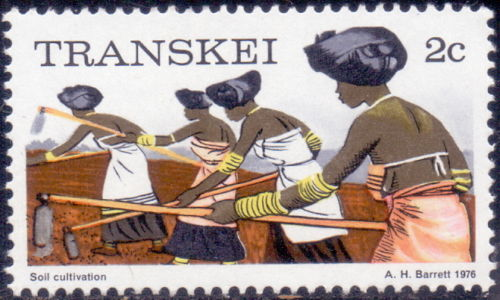 TRANSKEI 2c
Soil cultivation A. H. Barrett 1976